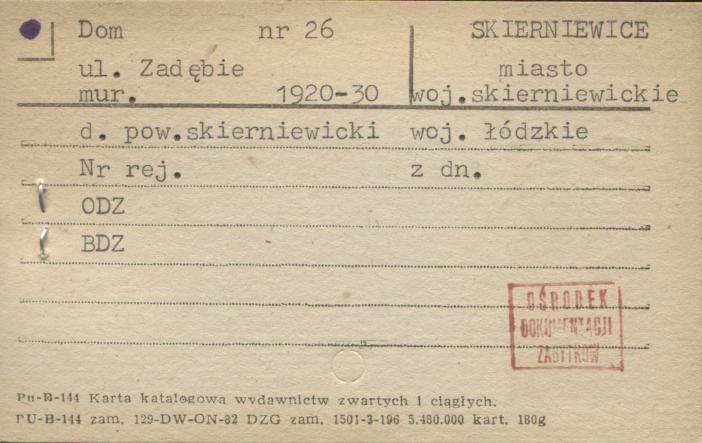 Dom nr 26 SKIERNIEWICE
ul. Zadębie miasto
mur. 1920-30 woj.skierniewickie
d. pow.skierniewicki woj. łódzkie
Nr rej. z dn.
ODZ
BDZ
OŚRODEK
DOKUMENTACJI
ZABYTKÓW
Pu-B-144 Karta katalogowa wydawnictw zwartych i ciągłych.
PU-B-144 zam. 129-DW-ON-82 DZG zam. 1501-3-196 5.480.000 kart. 180g